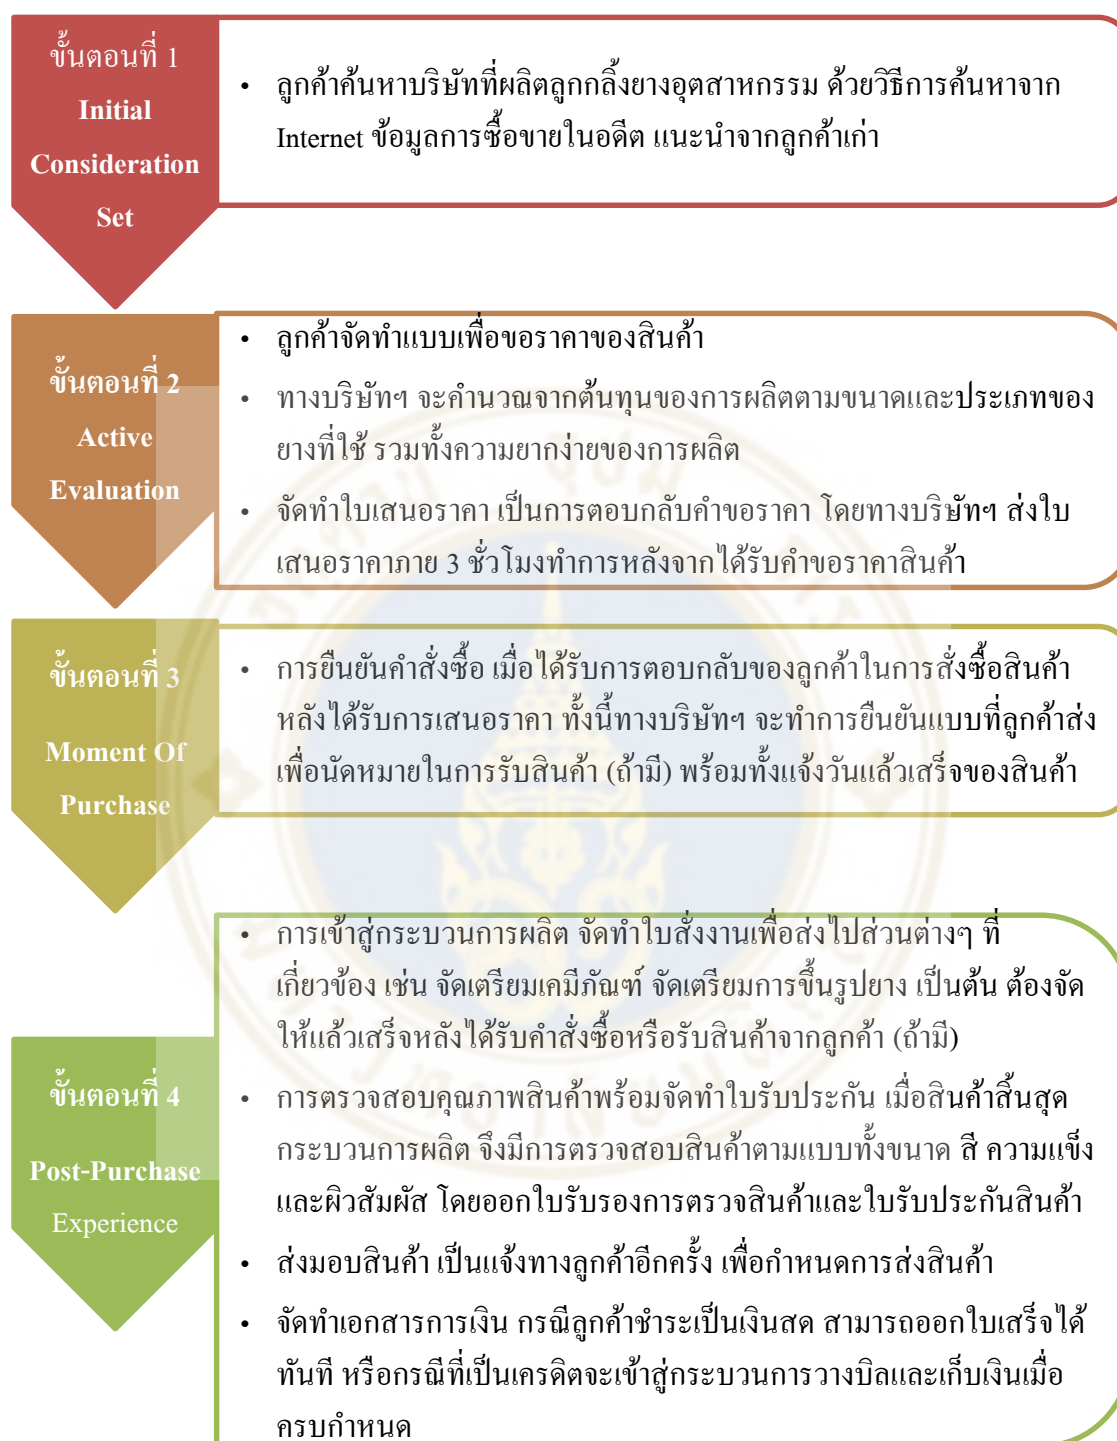 ขั้นตอนที่ 1
Initial
Consideration
Set
• ลูกค้าค้นหาบริษัทที่ผลิตลูกกลิ้งยางอุตสาหกรรม ด้วยวิธีการค้นหาจาก
Internet ข้อมูลการซื้อขายในอดีต แนะนำจากลูกค้าเก่า
ขั้นตอนที่ 2
Active
Evaluation
• ลูกค้าจัดทำแบบเพื่อขอราคาของสินค้า
• ทางบริษัทฯ จะคำนวณจากต้นทุนของการผลิตตามขนาดและประเภทของ
ยางที่ใช้ รวมทั้งความยากง่ายของการผลิต
• จัดทำใบเสนอราคา เป็นการตอบกลับคำขอราคา โดยทางบริษัทฯ ส่งใบ
เสนอราคาภาย 3 ชั่วโมงทำการหลังจากได้รับคำขอราคาสินค้า
ขั้นตอนที่ 3
Moment Of
Purchase
• การยืนยันคำสั่งซื้อ เมื่อได้รับการตอบกลับของลูกค้าในการสั่งซื้อสินค้า
หลังได้รับการเสนอราคา ทั้งนี้ทางบริษัทฯ จะทำการยืนยันแบบที่ลูกค้าส่ง
เพื่อนัดหมายในการรับสินค้า (ถ้ามี) พร้อมทั้งแจ้งวันแล้วเสร็จของสินค้า
ขั้นตอนที่ 4
Post-Purchase
Experience
• การเข้าสู่กระบวนการผลิต จัดทำใบสั่งงานเพื่อส่งไปส่วนต่างๆ ที่
เกี่ยวข้อง เช่น จัดเตรียมเคมีภัณฑ์ จัดเตรียมการขึ้นรูปยาง เป็นต้น ต้องจัด
ให้แล้วเสร็จหลังได้รับคำสั่งซื้อหรือรับสินค้าจากลูกค้า (ถ้ามี)
• การตรวจสอบคุณภาพสินค้าพร้อมจัดทำใบรับประกัน เมื่อสินค้าสิ้นสุด
กระบวนการผลิต จึงมีการตรวจสอบสินค้าตามแบบทั้งขนาด สี ความแข็ง
และผิวสัมผัส โดยออกใบรับรองการตรวจสินค้าและใบรับประกันสินค้า
• ส่งมอบสินค้า เป็นแจ้งทางลูกค้าอีกครั้ง เพื่อกำหนดการส่งสินค้า
• จัดทำเอกสารการเงิน กรณีลูกค้าชำระเป็นเงินสด สามารถออกใบเสร็จได้
ทันที หรือกรณีที่เป็นเครดิตจะเข้าสู่กระบวนการวางบิลและเก็บเงินเมื่อ
ครบกำหนด